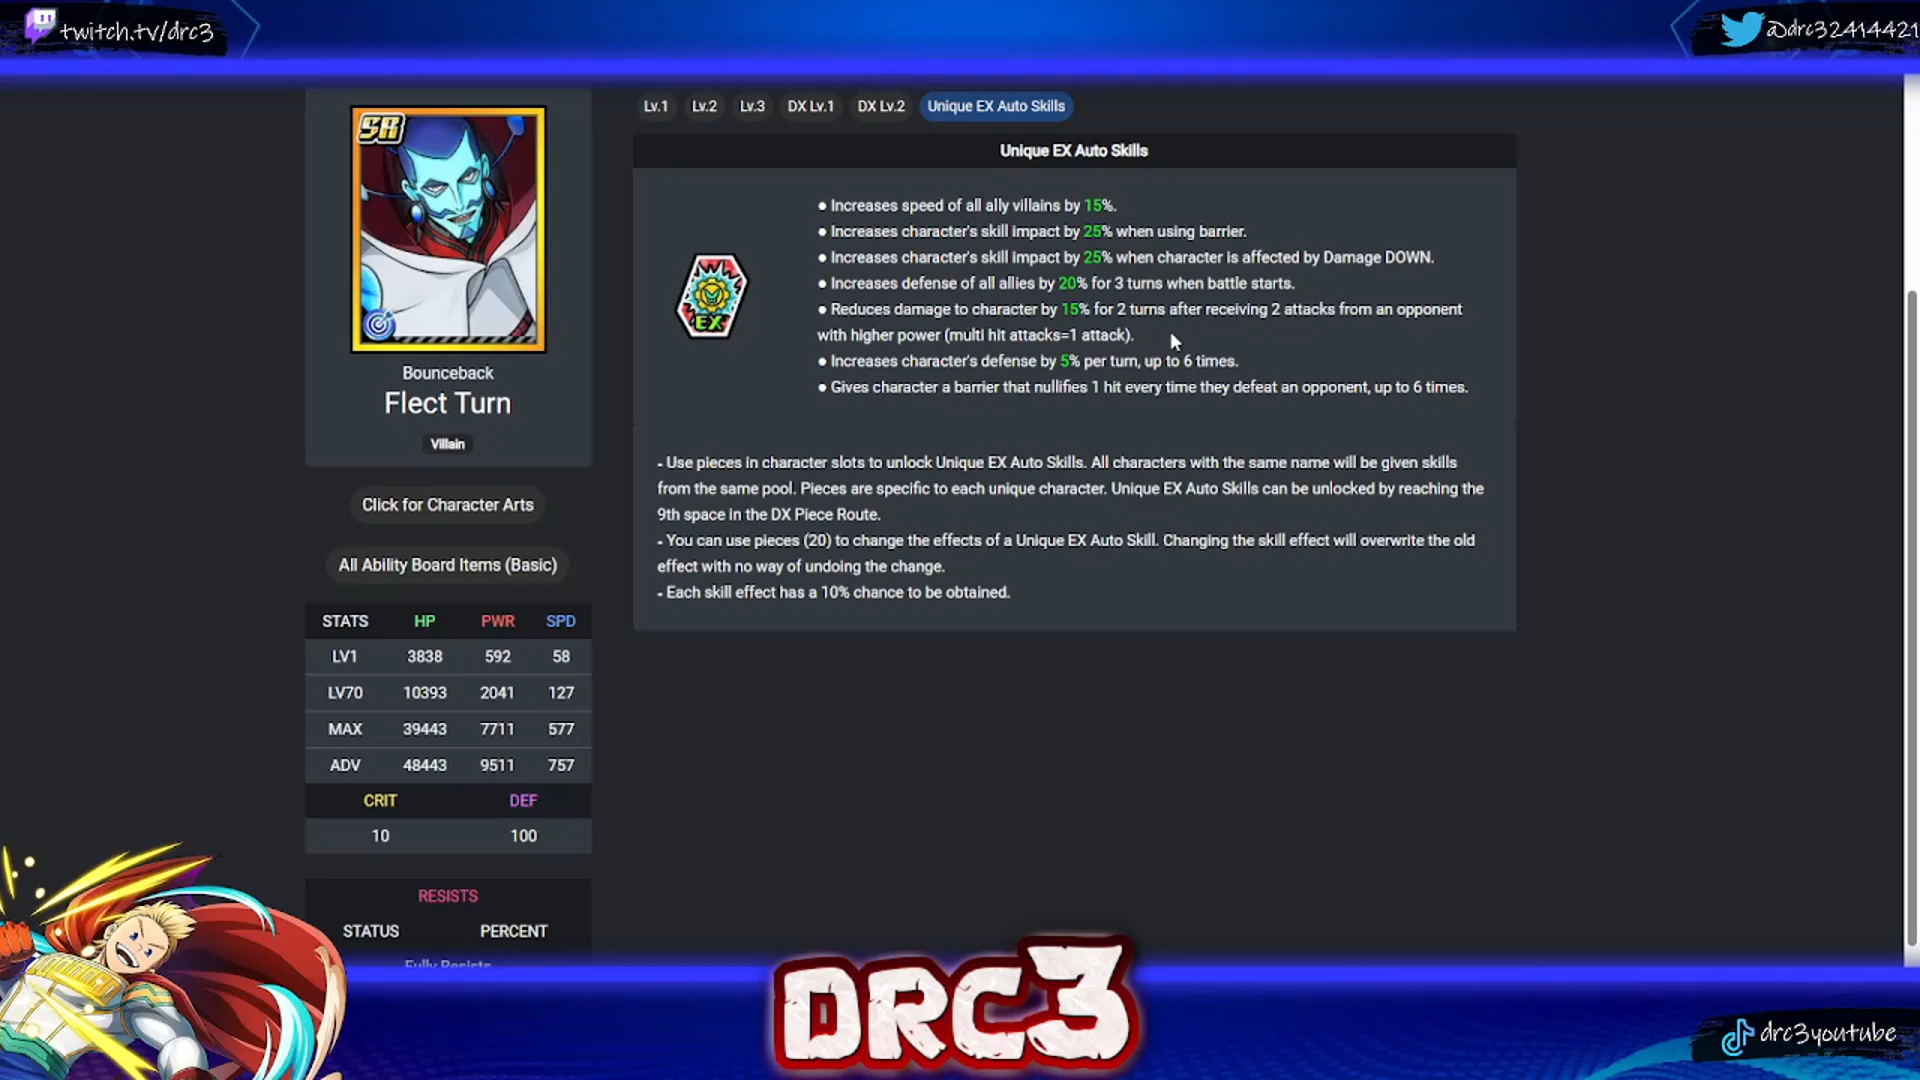 twitch.tv/drc3
@drc32414421
Lv.1 Lv.2 Lv.3 DX Lv.1 DX Lv.2 Unique EX Auto Skills
Unique EX Auto Skills
SR
EX
● Increases speed of all ally villains by 15%.
● Increases character's skill impact by 25% when using barrier.
● Increases character's skill impact by 25% when character is affected by Damage DOWN.
● Increases defense of all allies by 20% for 3 turns when battle starts.
● Reduces damage to character by 15% for 2 turns after receiving 2 attacks from an opponent
with higher power (multi hit attacks=1 attack).
● Increases character's defense by 5% per turn, up to 6 times.
● Gives character a barrier that nullifies 1 hit every time they defeat an opponent, up to 6 times.
Bounceback
Flect Turn
Villain
- Use pieces in character slots to unlock Unique EX Auto Skills. All characters with the same name will be given skills
from the same pool. Pieces are specific to each unique character. Unique EX Auto Skills can be unlocked by reaching the
9th space in the DX Piece Route.
- You can use pieces (20) to change the effects of a Unique EX Auto Skill. Changing the skill effect will overwrite the old
effect with no way of undoing the change.
- Each skill effect has a 10% chance to be obtained.
Click for Character Arts
All Ability Board Items (Basic)
STATS HP PWR SPD
LV1 3838 592 58
LV70 10393 2041 127
MAX 39443 7711 577
ADV 48443 9511 757
CRIT DEF
10 100
RESISTS
STATUS PERCENT
Fully Resists
DRC3
drc3youtube